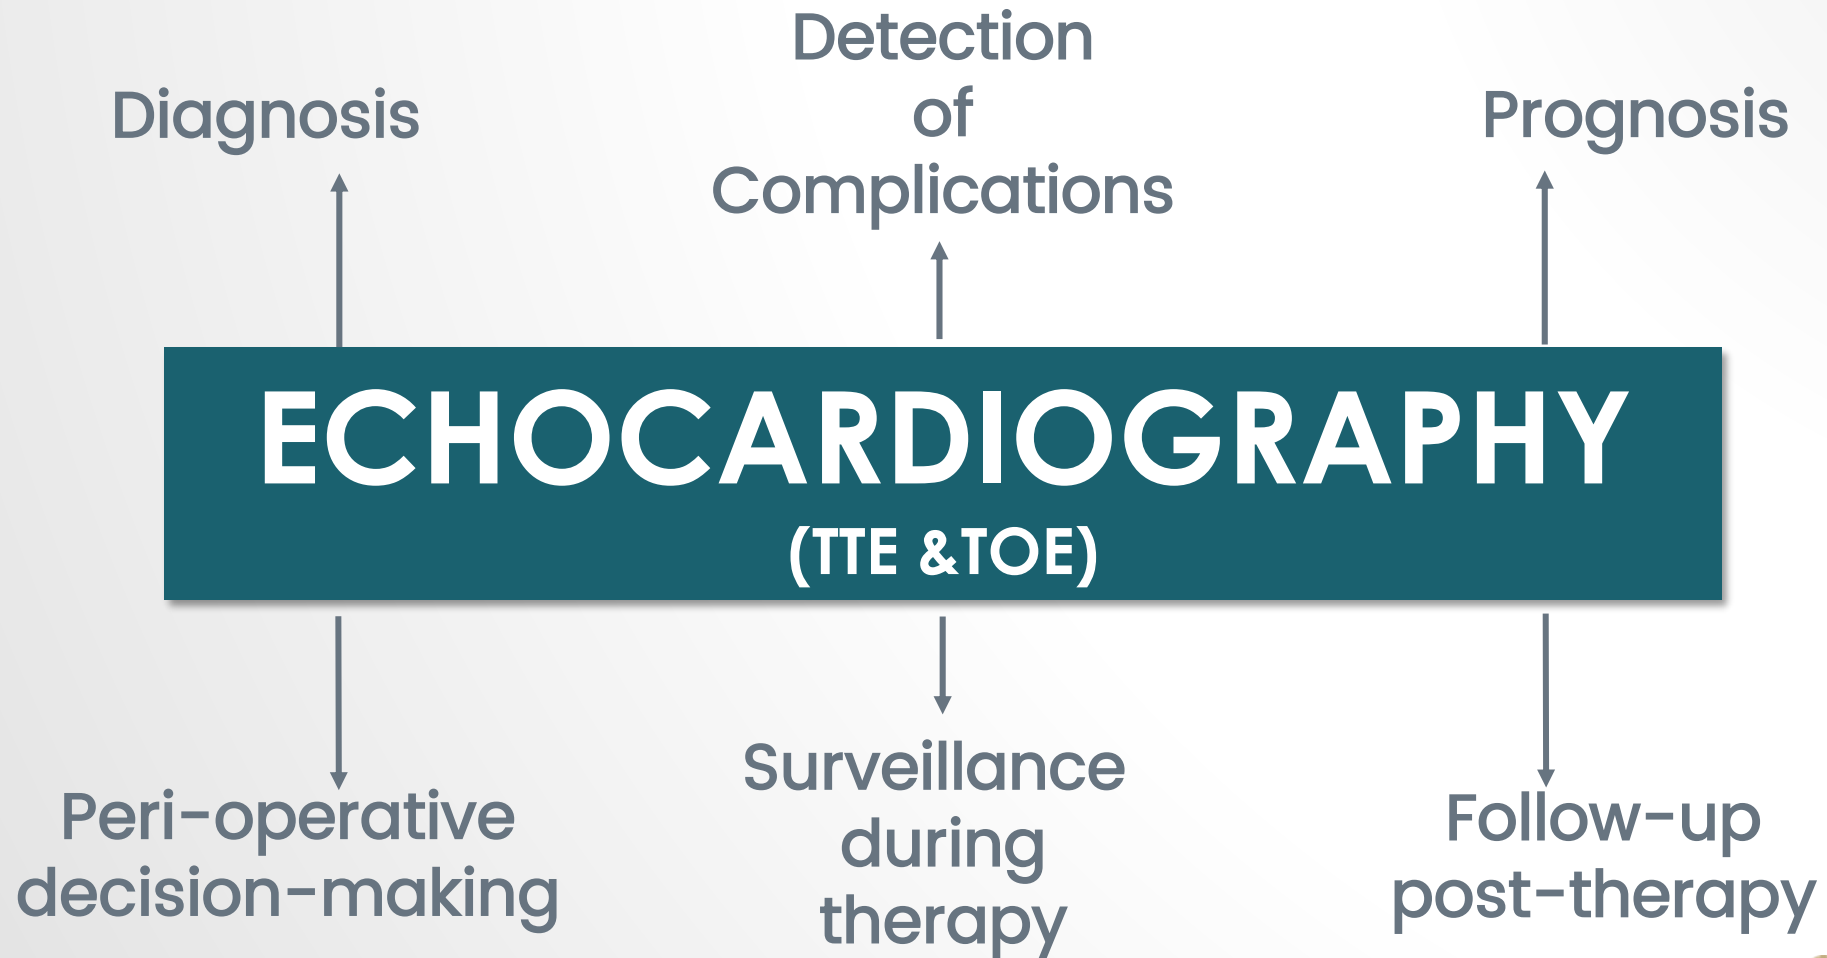 Detection
of
Complications
Diagnosis
Prognosis
ECHOCARDIOGRAPHY
(TTE &TOE)
Peri-operative
decision-making
Surveillance
during
therapy
Follow-up
post-therapy